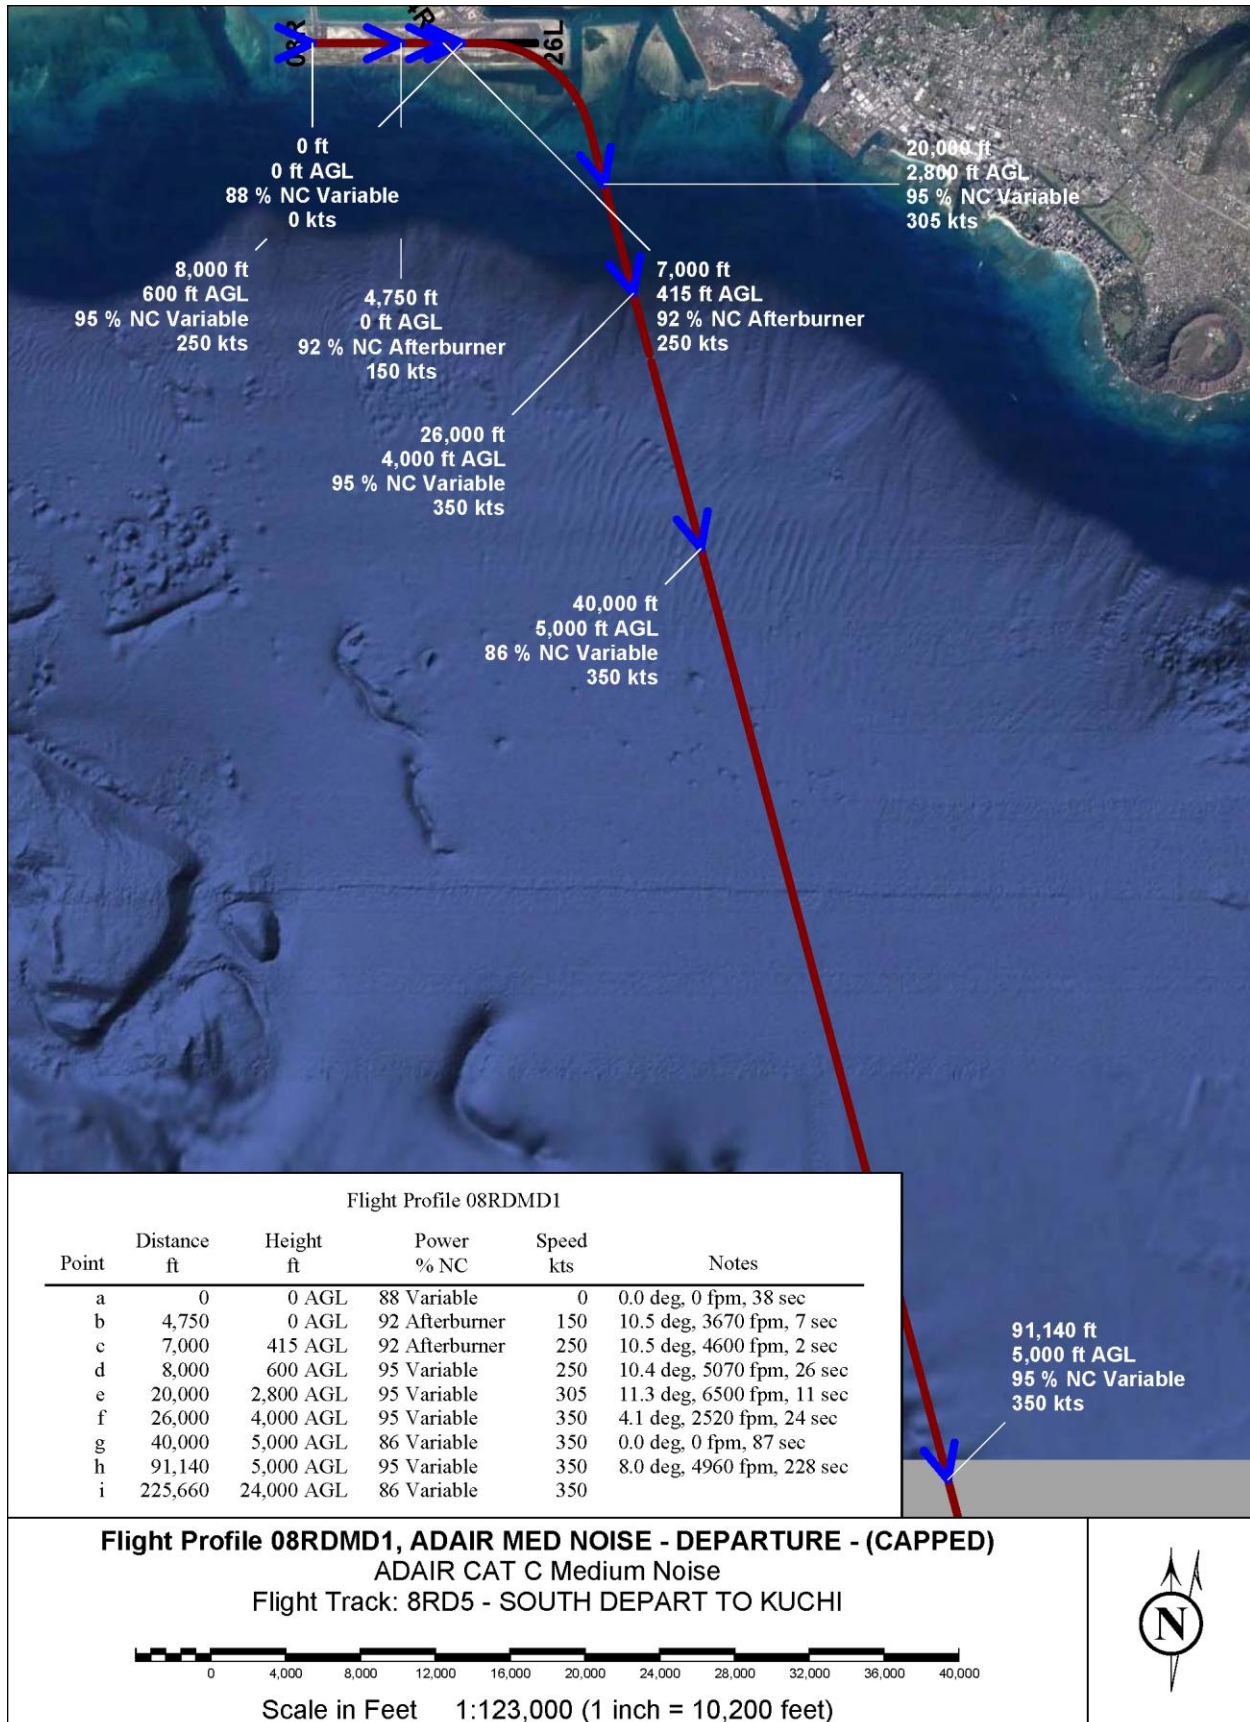 08R
4R
26L
0 ft
0 ft AGL
88 % NC Variable
0 kts
20,000 ft
2,800 ft AGL
95 % NC Variable
305 kts
8,000 ft
600 ft AGL
95 % NC Variable
250 kts
4,750 ft
0 ft AGL
92 % NC Afterburner
150 kts
7,000 ft
415 ft AGL
92 % NC Afterburner
250 kts
26,000 ft
4,000 ft AGL
95 % NC Variable
350 kts
40,000 ft
5,000 ft AGL
86 % NC Variable
350 kts
91,140 ft
5,000 ft AGL
95 % NC Variable
350 kts
Flight Profile 08RDMD1
Distance Height Power Speed
Point ft ft % NC kts Notes
a 0 0 AGL 88 Variable 0 0.0 deg, 0 fpm, 38 sec
b 4,750 0 AGL 92 Afterburner 150 10.5 deg, 3670 fpm, 7 sec
c 7,000 415 AGL 92 Afterburner 250 10.5 deg, 4600 fpm, 2 sec
d 8,000 600 AGL 95 Variable 250 10.4 deg, 5070 fpm, 26 sec
e 20,000 2,800 AGL 95 Variable 305 11.3 deg, 6500 fpm, 11 sec
f 26,000 4,000 AGL 95 Variable 350 4.1 deg, 2520 fpm, 24 sec
g 40,000 5,000 AGL 86 Variable 350 0.0 deg, 0 fpm, 87 sec
h 91,140 5,000 AGL 95 Variable 350 8.0 deg, 4960 fpm, 228 sec
i 225,660 24,000 AGL 86 Variable 350
Flight Profile 08RDMD1, ADAIR MED NOISE - DEPARTURE - (CAPPED)
ADAIR CAT C Medium Noise
Flight Track: 8RD5 - SOUTH DEPART TO KUCHI
0 4,000 8,000 12,000 16,000 20,000 24,000 28,000 32,000 36,000 40,000
Scale in Feet 1:123,000 (1 inch = 10,200 feet)
N